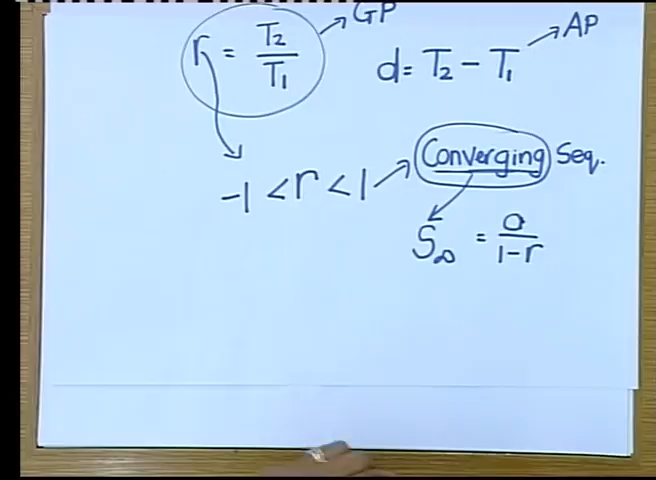 r = T2/T1 → GP
d = T2 − T1 → AP
-1 < r < 1 → Converging Seq.
S∞ = a/1-r